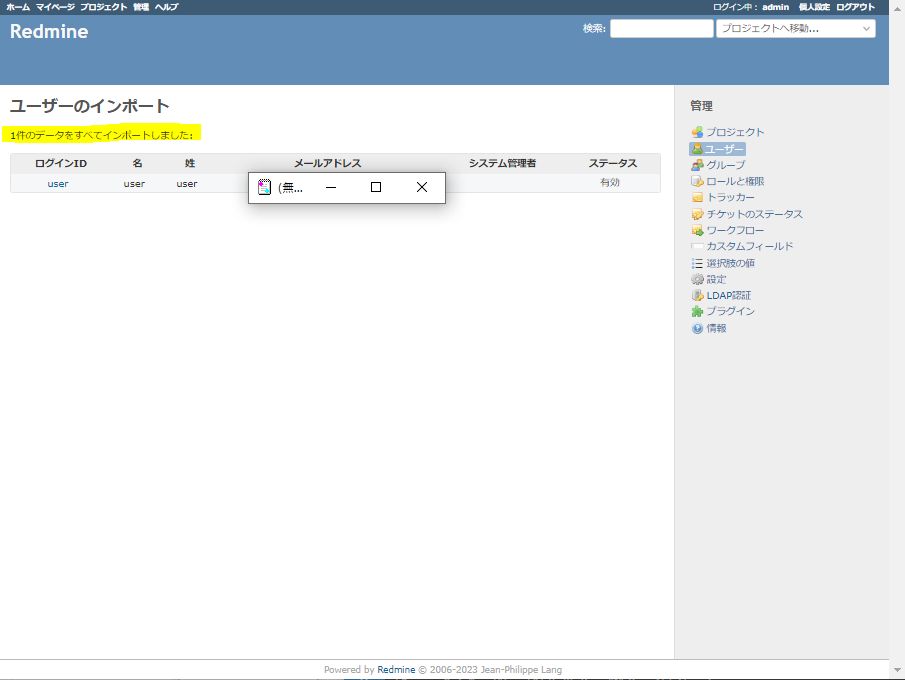 ホーム マイページ プロジェクト 管理 ヘルプ
ログイン中： admin 個人設定 ログアウト
Redmine
検索:
プロジェクトへ移動...
ユーザーのインポート
1件のデータをすべてインポートしました:
ログインID 名 姓 メールアドレス システム管理者 ステータス
user user user 有効
(無...
管理
プロジェクト
ユーザー
グループ
ロールと権限
トラッカー
チケットのステータス
ワークフロー
カスタムフィールド
選択肢の値
設定
LDAP認証
プラグイン
情報
Powered by Redmine © 2006-2023 Jean-Philippe Lang